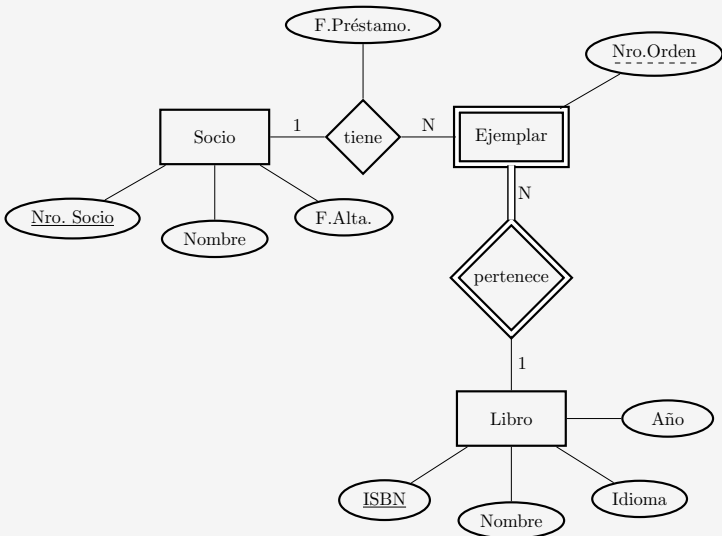 F.Préstamo.
Nro.Orden
1
N
Socio
tiene
Ejemplar
N
Nro. Socio
F.Alta.
Nombre
pertenece
1
Libro
Año
ISBN
Idioma
Nombre